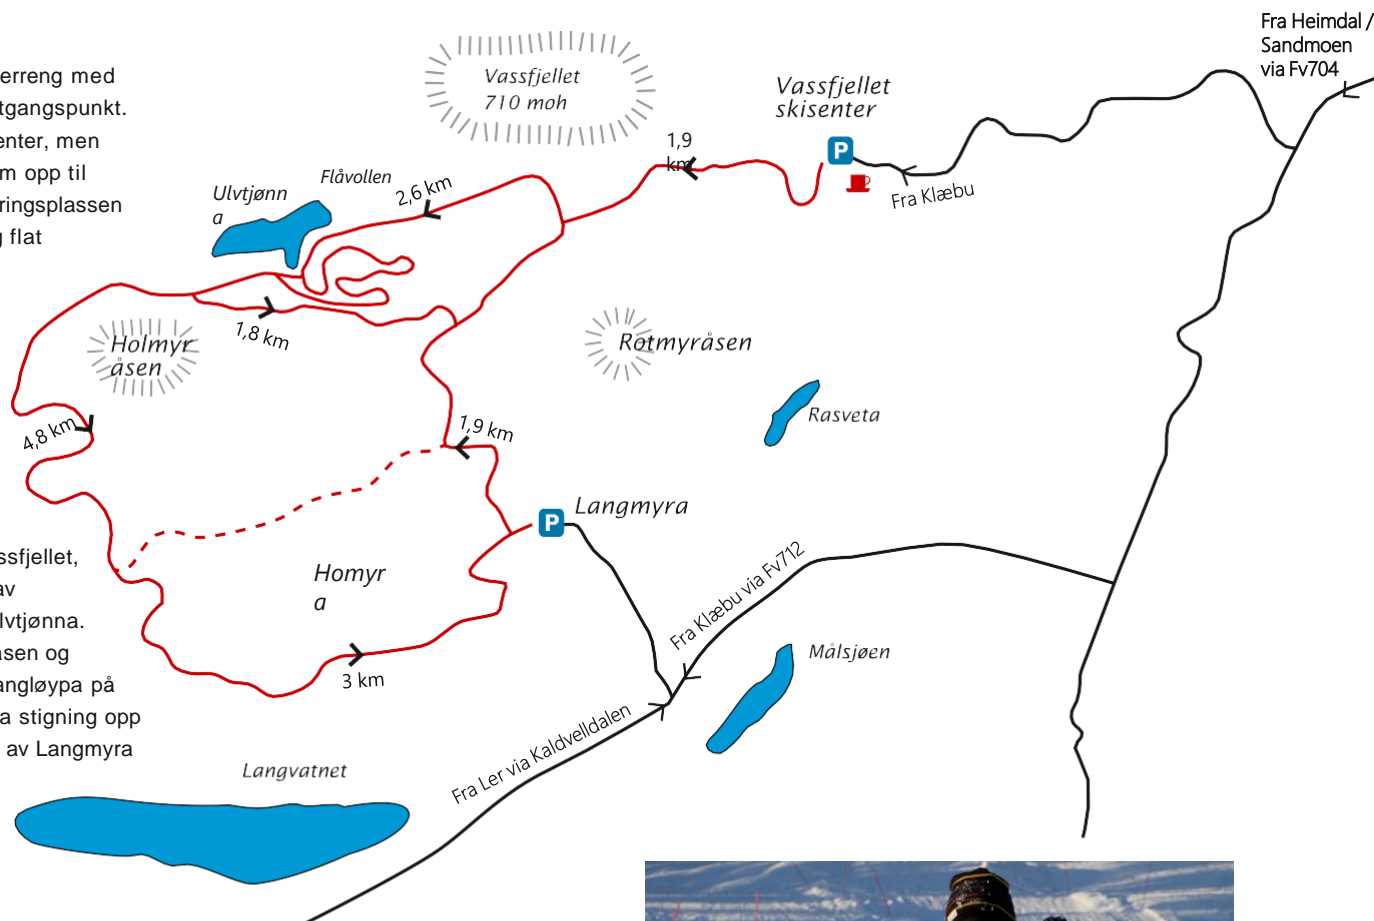 erreng med
tgangspunkt.
enter, men
m opp til
ringsplassen
g flat
Fra Heimdal /
Sandmoen
via Fv704
Vassfjellet
710 moh
Vassfjellet
skisenter
P
1,9
km
Fra Klæbu
Flåvollen
Ulvtjønn
a
2,6 km
1,8 km
Holmyr
åsen
Rotmyråsen
Rasveta
4,8 km
1,9 km
P
Langmyra
Homyr
a
ssfjellet,
av
lvtjønna.
åsen og
angløypa på
a stigning opp
av Langmyra
Fra Klæbu via Fv712
Målsjøen
3 km
Fra Ler via Kaldvelldalen
Langvatnet